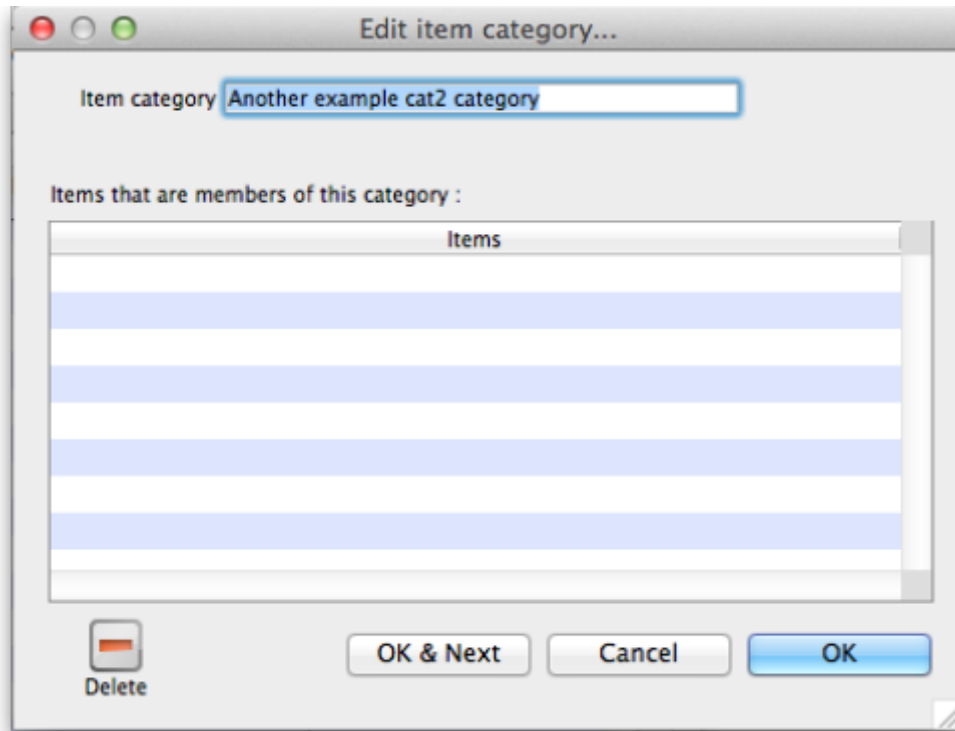 Edit item category...
Item category Another example cat2 category
Items that are members of this category :
Items
OK & Next Cancel OK
Delete